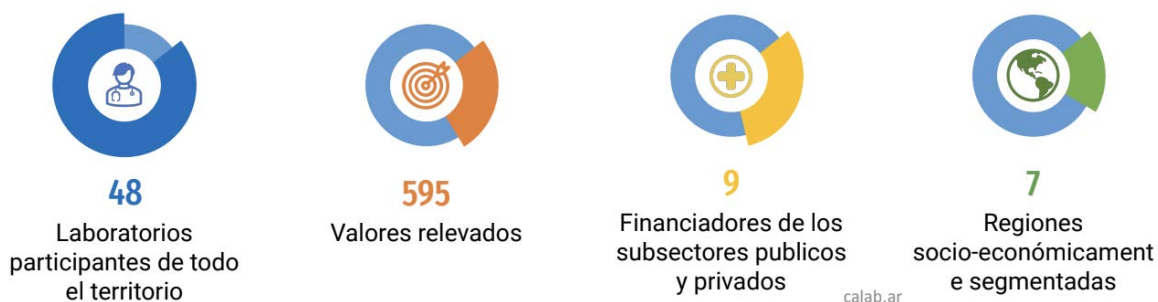 48
Laboratorios
participantes de todo
el territorio
595
Valores relevados
9
Financiadores de los
subsectores publicos
y privados
7
Regiones
socio-económicament
e segmentadas
calab.ar